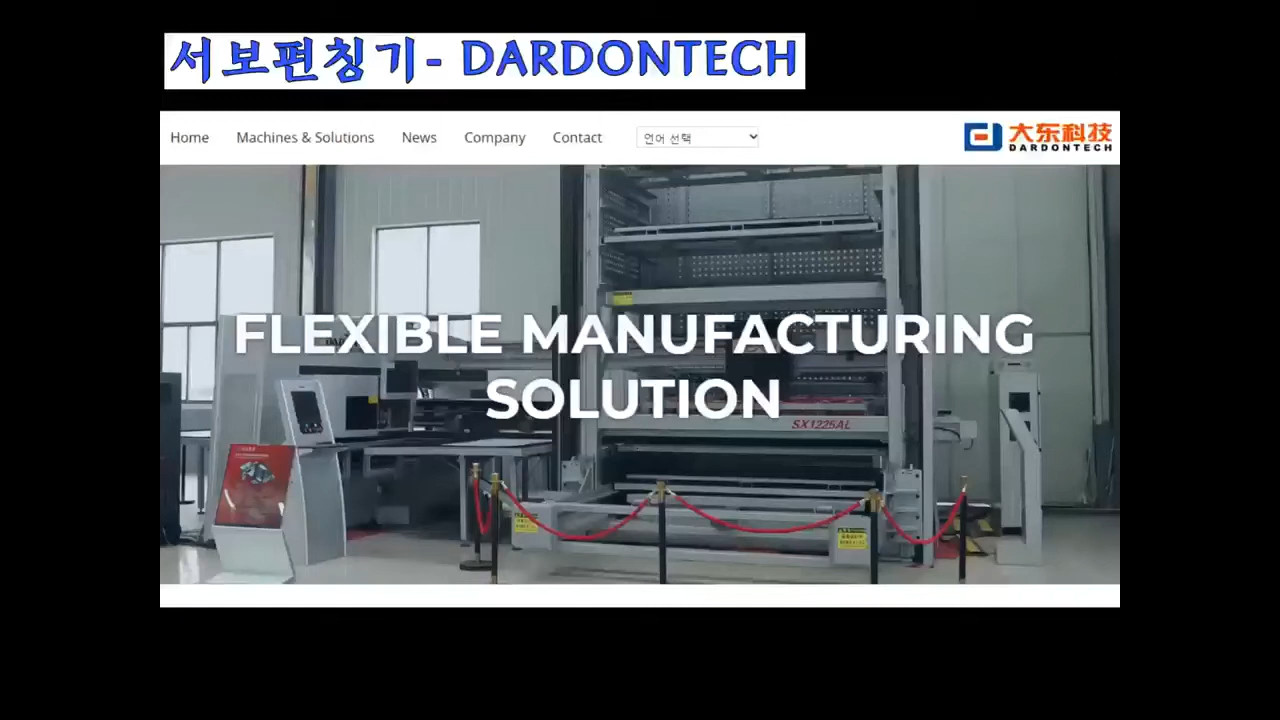 서보펀칭기- DARDONTECH
Home Machines & Solutions News Company Contact 언어 선택 大东科技
DARDONTECH
FLEXIBLE MANUFACTURING
SOLUTION
SX1225AL